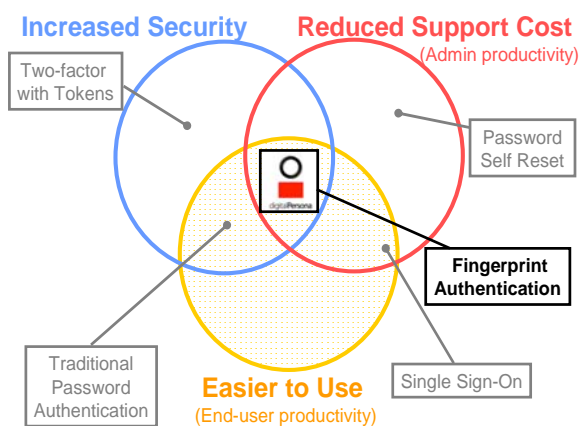 Increased Security
Reduced Support Cost
(Admin productivity)
Two-factor
with Tokens
Password
Self Reset
digitalPersona
Fingerprint
Authentication
Traditional
Password
Authentication
Single Sign-On
Easier to Use
(End-user productivity)